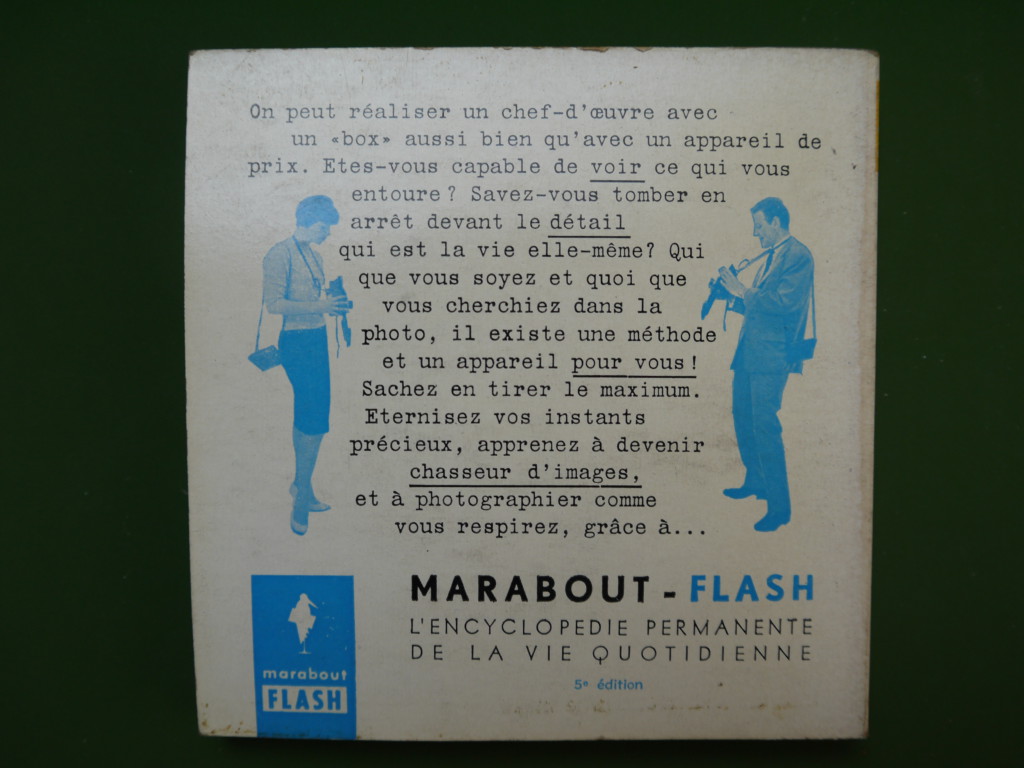 On peut réaliser un chef-d'œuvre avec
un «box» aussi bien qu'avec un appareil de
prix. Etes-vous capable de voir ce qui vous
entoure ? Savez-vous tomber en
arrêt devant le détail
qui est la vie elle-même? Qui
que vous soyez et quoi que
vous cherchiez dans la
photo, il existe une méthode
et un appareil pour vous !
Sachez en tirer le maximum.
Eternisez vos instants
précieux, apprenez à devenir
chasseur d'images,
et à photographier comme
vous respirez, grâce à...
MARABOUT - FLASH
L'ENCYCLOPEDIE PERMANENTE
DE LA VIE QUOTIDIENNE
5e édition
marabout
FLASH